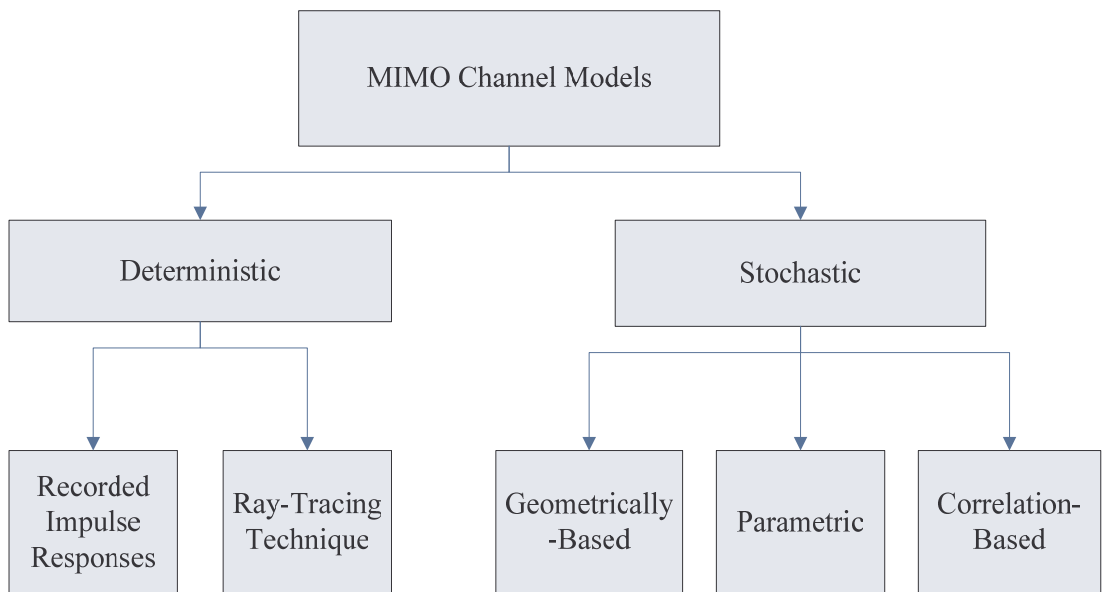 MIMO Channel Models
Deterministic
Stochastic
Recorded
Impulse
Responses
Ray-Tracing
Technique
Geometrically
-Based
Parametric
Correlation-
Based